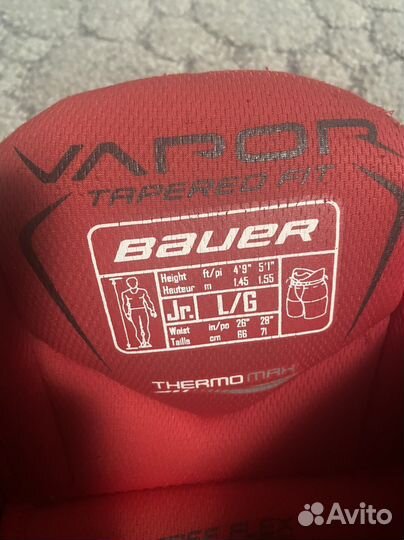 VAPOR
TAPERED FIT
BAUER
Height ft/pi 4'9" 5'1"
Hauteur m 1.45 1.55
Jr. L/G
Waist in/po 26" 28"
Taille cm 66 71
THERMO MAX
FLEX
Avito